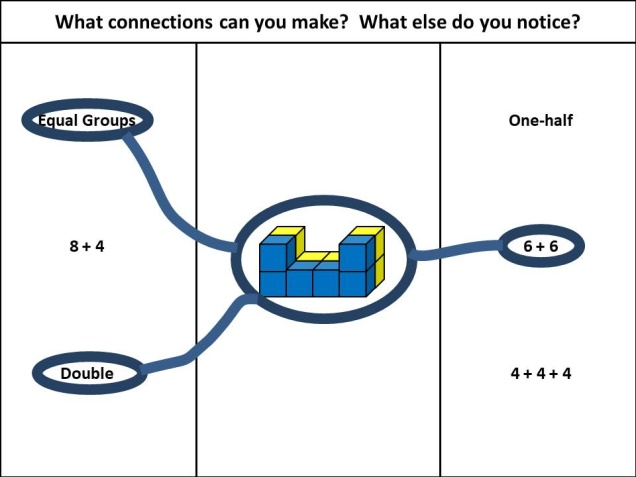 What connections can you make?  What else do you notice?
Equal Groups
One-half
8 + 4
6 + 6
Double
4 + 4 + 4